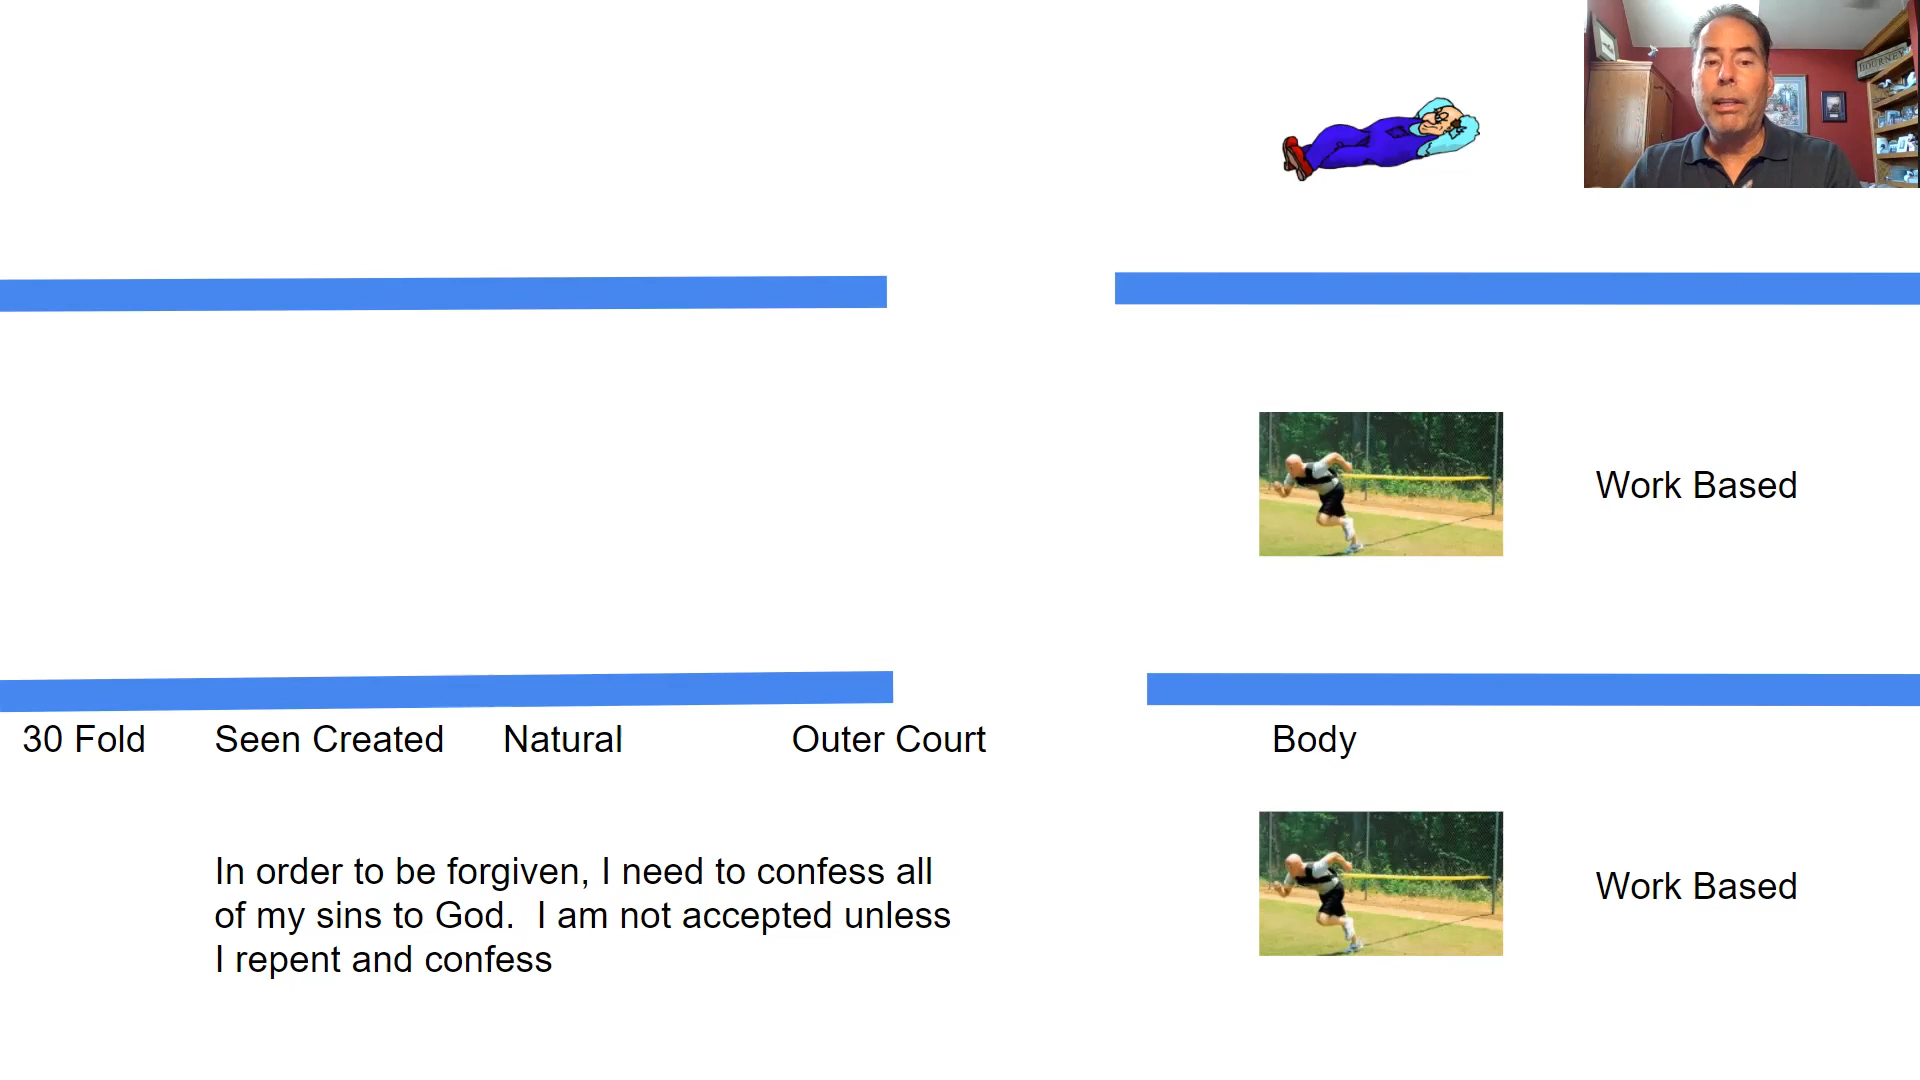 JOURNEY
Work Based
30 Fold Seen Created Natural Outer Court Body
In order to be forgiven, I need to confess all
of my sins to God.  I am not accepted unless
I repent and confess
Work Based